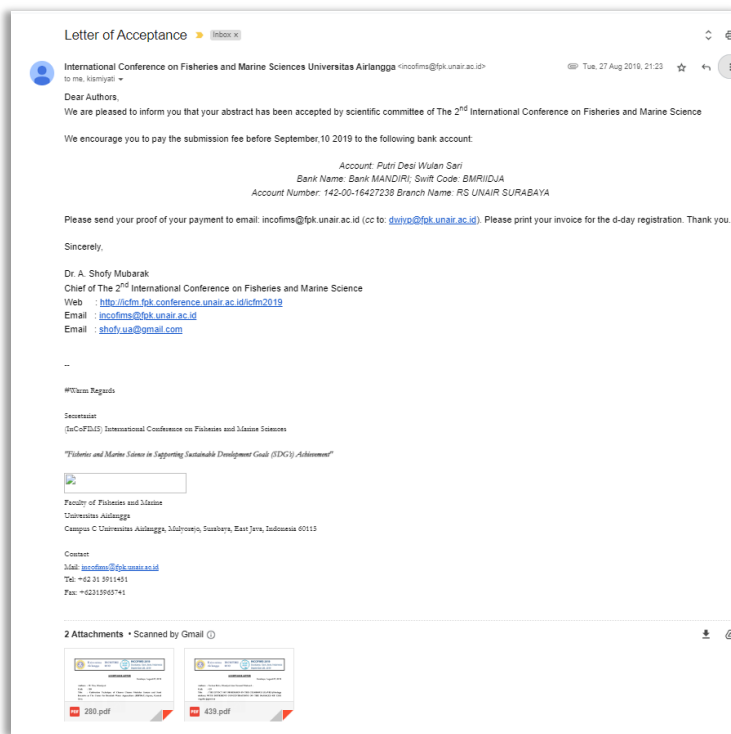 Letter of Acceptance Inbox x
International Conference on Fisheries and Marine Sciences Universitas Airlangga <incofims@fpk.unair.ac.id> Tue, 27 Aug 2019, 21:23
to me, kismiyati
Dear Authors,
We are pleased to inform you that your abstract has been accepted by scientific committee of The 2nd International Conference on Fisheries and Marine Science
We encourage you to pay the submission fee before September,10 2019 to the following bank account:
Account: Putri Desi Wulan Sari
Bank Name: Bank MANDIRI; Swift Code: BMRIIDJA
Account Number: 142-00-16427238 Branch Name: RS UNAIR SURABAYA
Please send your proof of your payment to email: incofims@fpk.unair.ac.id (cc to: dwiyp@fpk.unair.ac.id). Please print your invoice for the d-day registration. Thank you.
Sincerely,
Dr. A. Shofy Mubarak
Chief of The 2nd International Conference on Fisheries and Marine Science
Web : http://icfm.fpk.conference.unair.ac.id/icfm2019
Email : incofims@fpk.unair.ac.id
Email : shofy.ua@gmail.com
--
#Warm Regards
Secretariat
(InCoFIMS) International Conference on Fisheries and Marine Sciences
"Fisheries and Marine Science in Supporting Sustainable Development Goals (SDG's) Achievement"
Faculty of Fisheries and Marine
Universitas Airlangga
Campus C Universitas Airlangga, Mulyorejo, Surabaya, East Java, Indonesia 60115
Contact
Mail: incofims@fpk.unair.ac.id
Tel: +62 31 5911451
Fax: +62315965741
2 Attachments • Scanned by Gmail
PDF 280.pdf
PDF 439.pdf